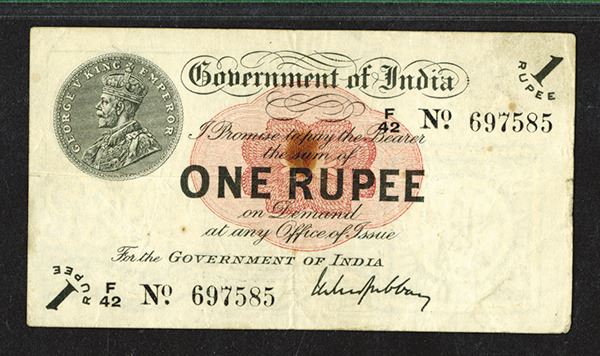 GEORGE V KING & EMPEROR
Government of India
1
RUPEE
F
42 Nº 697585
I Promise to pay the Bearer
the sum of
ONE RUPEE
on Demand
at any Office of Issue
For the GOVERNMENT OF INDIA
1
RUPEE
F
42 Nº 697585